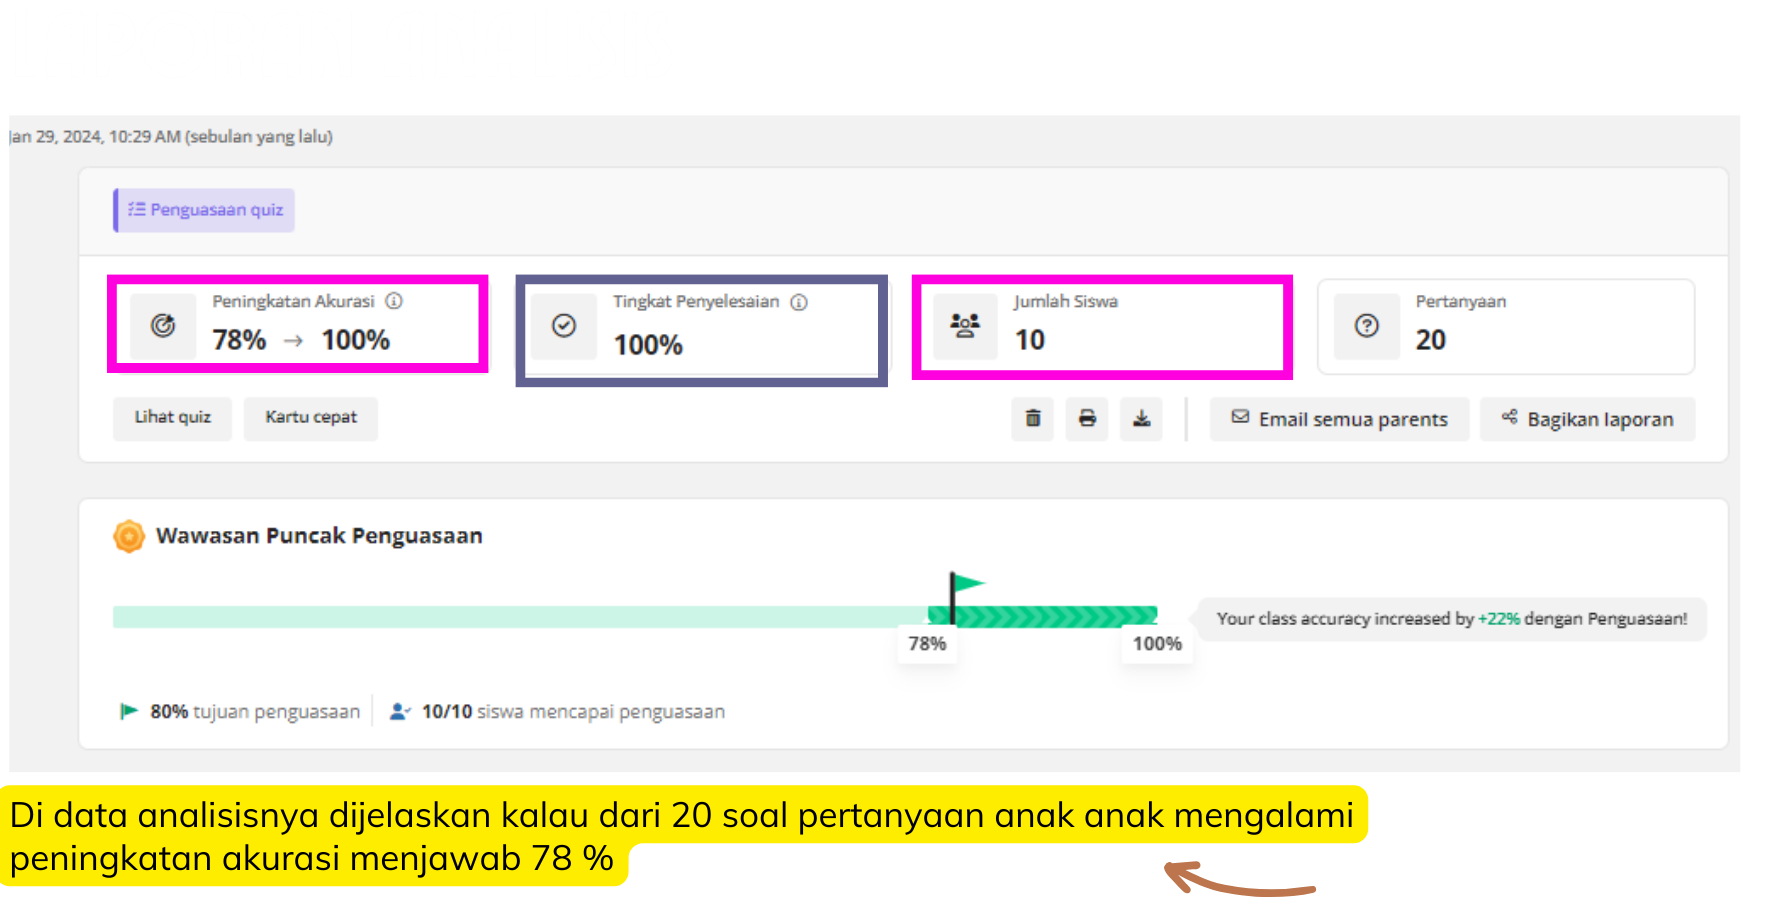 Jan 29, 2024, 10:29 AM (sebulan yang lalu)
Penguasaan quiz
Peningkatan Akurasi
78% → 100%
Tingkat Penyelesaian
100%
Jumlah Siswa
10
Pertanyaan
20
Lihat quiz
Kartu cepat
Email semua parents
Bagikan laporan
Wawasan Puncak Penguasaan
78%
100%
Your class accuracy increased by +22% dengan Penguasaan!
80% tujuan penguasaan
10/10 siswa mencapai penguasaan
Di data analisisnya dijelaskan kalau dari 20 soal pertanyaan anak anak mengalami
peningkatan akurasi menjawab 78 %